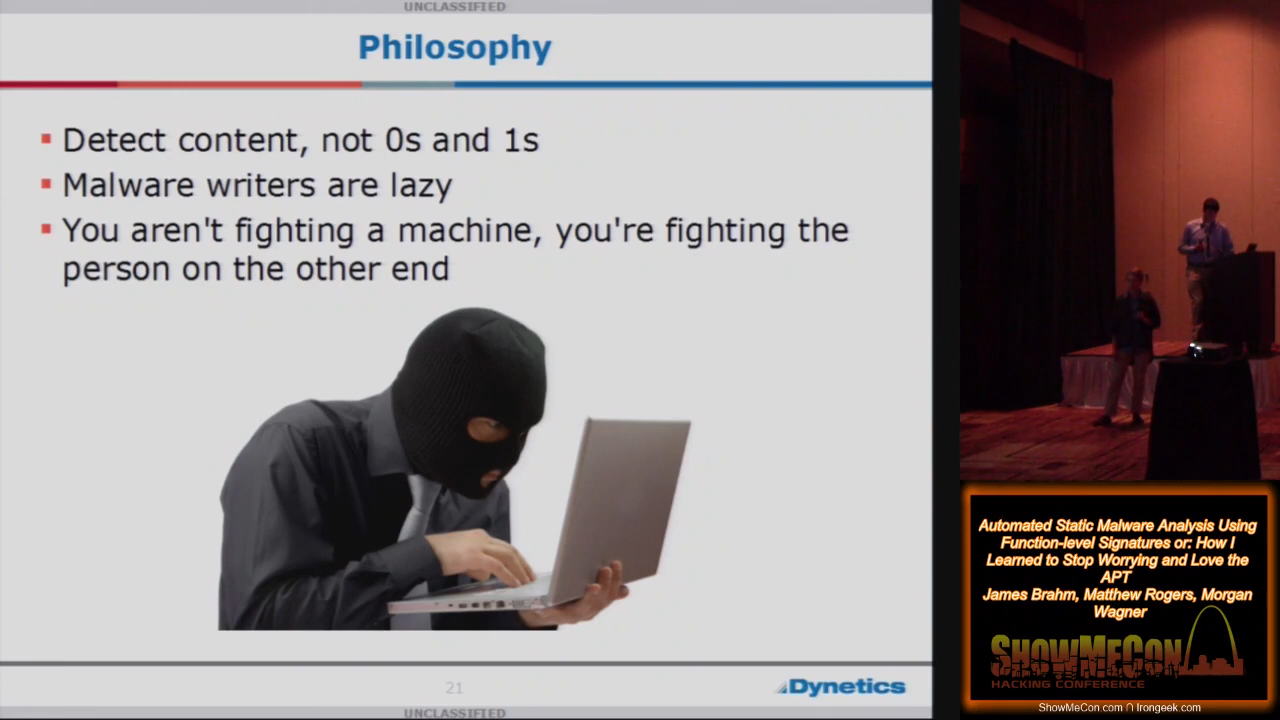 UNCLASSIFIED
Philosophy
Detect content, not 0s and 1s
Malware writers are lazy
You aren't fighting a machine, you're fighting the
person on the other end
21
Dynetics
UNCLASSIFIED
Automated Static Malware Analysis Using
Function-level Signatures or: How I
Learned to Stop Worrying and Love the
APT
James Brahm, Matthew Rogers, Morgan
Wagner
SHOWMECON
HACKING CONFERENCE
ShowMeCon.com ∩ Irongeek.com